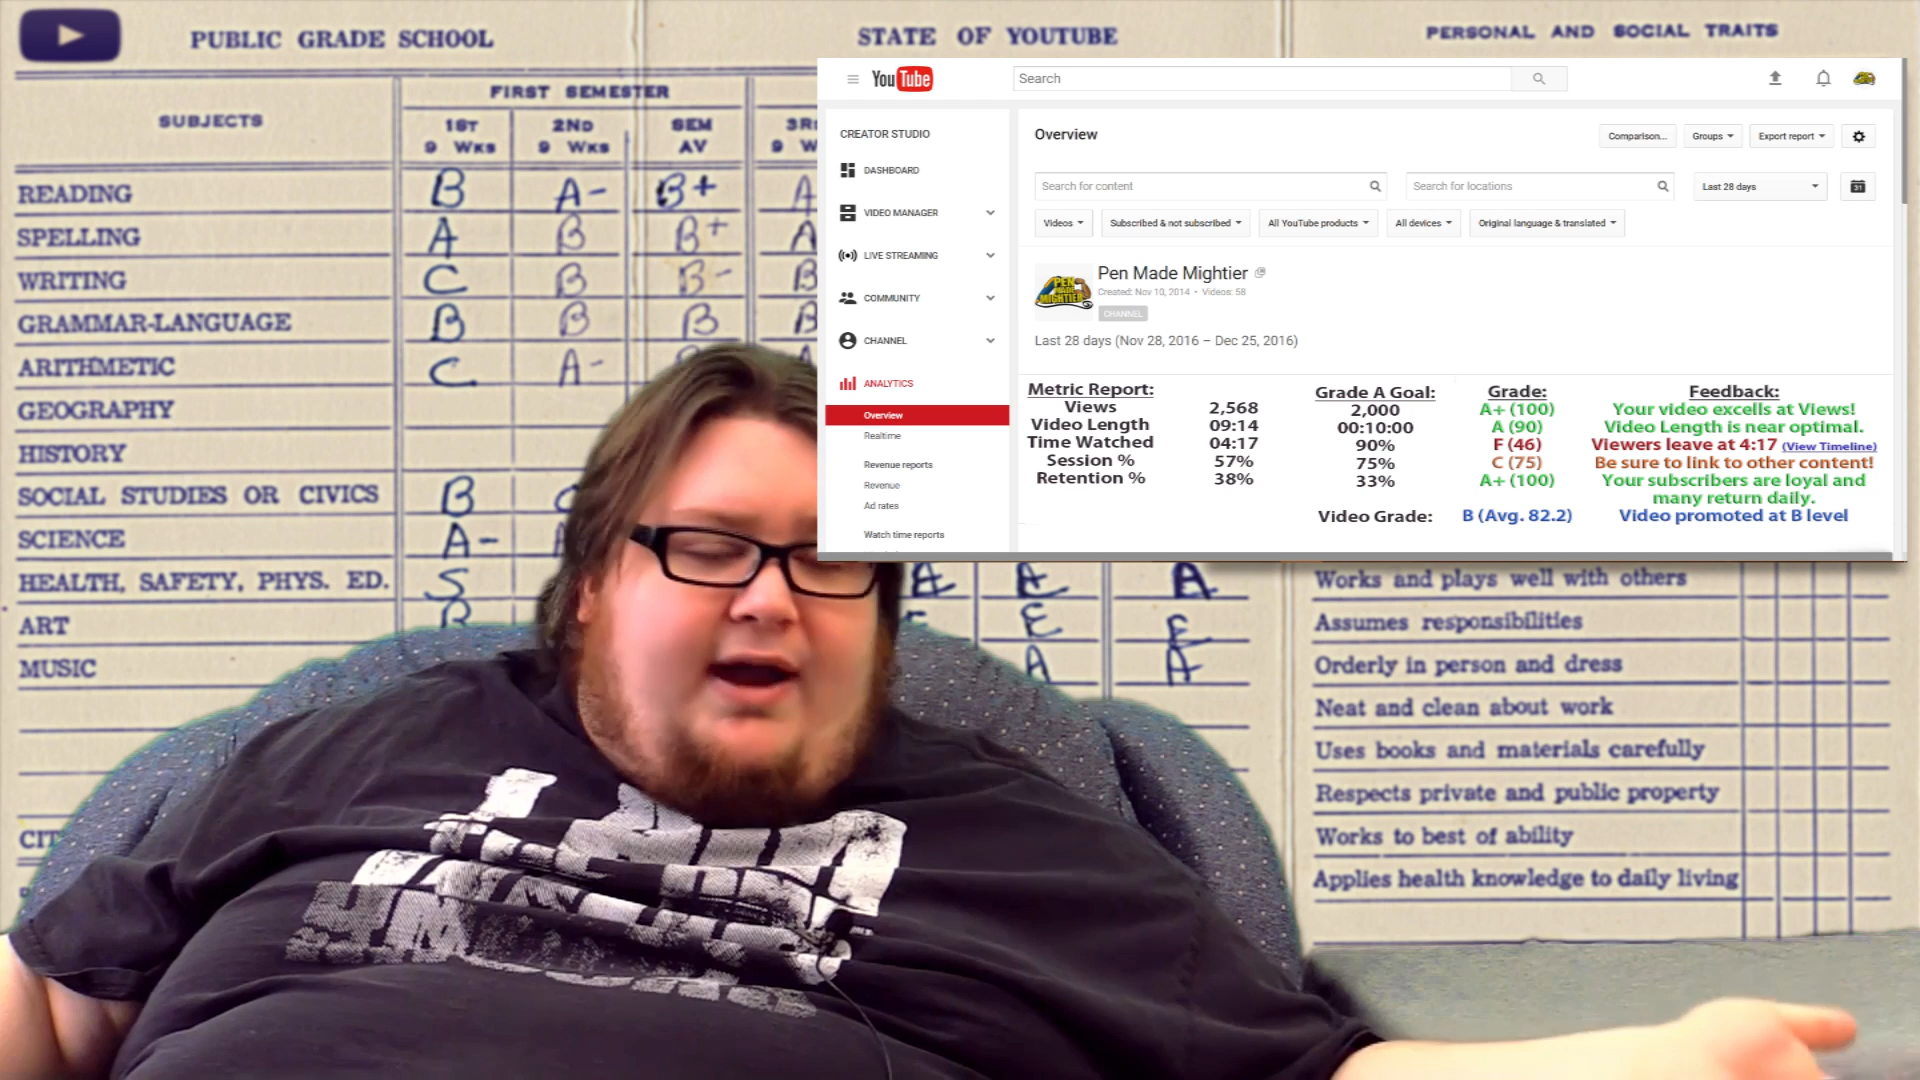 PUBLIC GRADE SCHOOL
STATE OF YOUTUBE
PERSONAL AND SOCIAL TRAITS
FIRST SEMESTER
SUBJECTS
1ST 9 WKS
2ND 9 WKS
SEM AV
READING B A- B+ A
SPELLING A B B+ A
WRITING C B B- B
GRAMMAR-LANGUAGE B B B B
ARITHMETIC C A-
GEOGRAPHY
HISTORY
SOCIAL STUDIES OR CIVICS B
SCIENCE A-
HEALTH, SAFETY, PHYS. ED. S A A A
ART B E E
MUSIC A A
YouTube
Search
CREATOR STUDIO
DASHBOARD
VIDEO MANAGER
LIVE STREAMING
COMMUNITY
CHANNEL
ANALYTICS
Overview
Realtime
Revenue reports
Revenue
Ad rates
Watch time reports
Overview
Comparison... Groups Export report
Search for content Search for locations Last 28 days 31
Videos Subscribed & not subscribed All YouTube products All devices Original language & translated
PEN MADE MIGHTIER
Pen Made Mightier
Created: Nov 10, 2014 • Videos: 58
CHANNEL
Last 28 days (Nov 28, 2016 – Dec 25, 2016)
Metric Report: Grade A Goal: Grade: Feedback:
Views 2,568 2,000 A+ (100) Your video excells at Views!
Video Length 09:14 00:10:00 A (90) Video Length is near optimal.
Time Watched 04:17 90% F (46) Viewers leave at 4:17 (View Timeline)
Session % 57% 75% C (75) Be sure to link to other content!
Retention % 38% 33% A+ (100) Your subscribers are loyal and
many return daily.
Video Grade: B (Avg. 82.2) Video promoted at B level
Works and plays well with others
Assumes responsibilities
Orderly in person and dress
Neat and clean about work
Uses books and materials carefully
Respects private and public property
Works to best of ability
Applies health knowledge to daily living